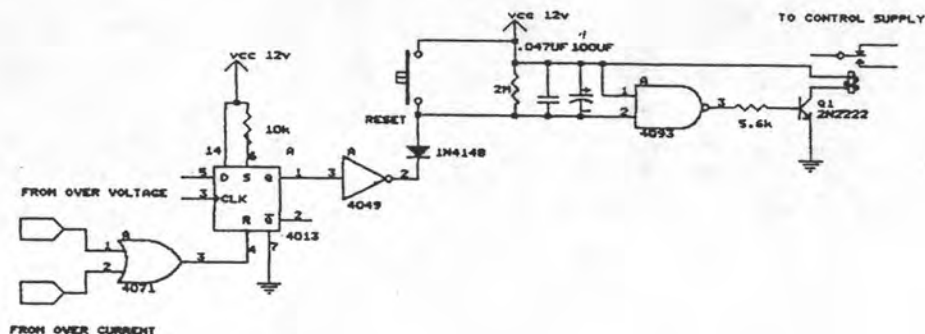 vcc 12v
TO CONTROL SUPPLY
vcc 12v
.047UF
100UF
A
2M
1
2
3
4093
5.6k
Q1
2N2222
RESET
10k
14
6
A
A
1N4148
5
D
S
Q
1
3
2
4049
FROM OVER VOLTAGE
3
CLK
R
Q
2
4013
4
7
A
1
2
3
4071
FROM OVER CURRENT